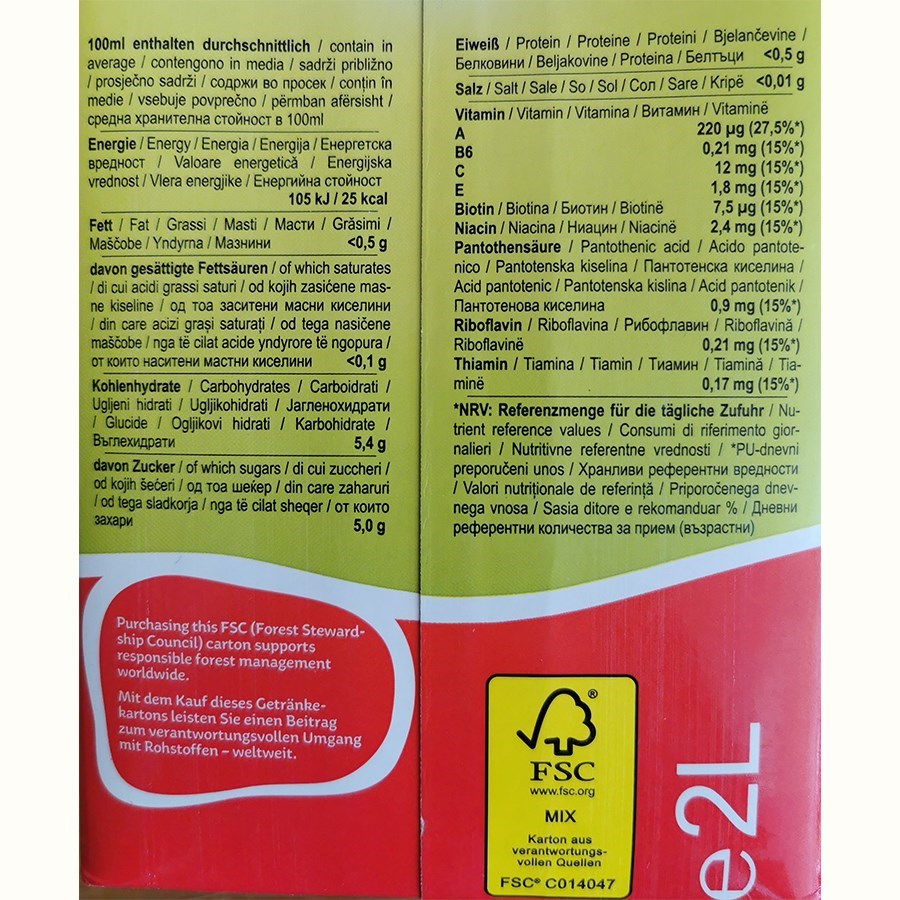 100ml enthalten durchschnittlich / contain in
average / contengono in media / sadrži približno
/ prosječno sadrži / содржи во просек / conțin în
medie / vsebuje povprečno / përmban afërsisht /
средна хранителна стойност в 100ml
Energie / Energy / Energia / Energija / Енергетска
вредност / Valoare energetică / Energijska
vrednost / Vlera energjike / Енергийна стойност
105 kJ / 25 kcal
Fett / Fat / Grassi / Masti / Масти / Grăsimi /
Maščobe / Yndyrna / Мазнини <0,5 g
davon gesättigte Fettsäuren / of which saturates
/ di cui acidi grassi saturi / od kojih zasićene mas-
ne kiseline / од тоа заситени масни киселини
/ din care acizi grași saturați / od tega nasičene
maščobe / nga të cilat acide yndyrore të ngopura /
от които наситени мастни киселини <0,1 g
Kohlenhydrate / Carbohydrates / Carboidrati /
Ugljeni hidrati / Ugljikohidrati / Јагленохидрати
/ Glucide / Ogljikovi hidrati / Karbohidrate /
Въглехидрати 5,4 g
davon Zucker / of which sugars / di cui zuccheri /
od kojih šećeri / од тоа шеќер / din care zaharuri
/ od tega sladkorja / nga të cilat sheqer / от които
захари 5,0 g
Purchasing this FSC (Forest Steward-
ship Council) carton supports
responsible forest management
worldwide.
Mit dem Kauf dieses Getränke-
kartons leisten Sie einen Beitrag
zum verantwortungsvollen Umgang
mit Rohstoffen – weltweit.
Eiweiß / Protein / Proteine / Proteini / Bjelančevine /
Белковини / Beljakovine / Proteina / Белтъци <0,5 g
Salz / Salt / Sale / So / Sol / Сол / Sare / Kripë <0,01 g
Vitamin / Vitamin / Vitamina / Витамин / Vitaminë
A 220 µg (27,5%*)
B6 0,21 mg (15%*)
C 12 mg (15%*)
E 1,8 mg (15%*)
Biotin / Biotina / Биотин / Biotinë 7,5 µg (15%*)
Niacin / Niacina / Ниацин / Niacinë 2,4 mg (15%*)
Pantothensäure / Pantothenic acid / Acido pantote-
nico / Pantotenska kiselina / Пантотенска киселина /
Acid pantotenic / Pantotenska kislina / Acid pantotenik /
Пантотенова киселина 0,9 mg (15%*)
Riboflavin / Riboflavina / Рибофлавин / Riboflavină /
Riboflavinë 0,21 mg (15%*)
Thiamin / Tiamina / Tiamin / Тиамин / Tiamină / Tia-
minë 0,17 mg (15%*)
*NRV: Referenzmenge für die tägliche Zufuhr / Nu-
trient reference values / Consumi di riferimento gior-
nalieri / Nutritivne referentne vrednosti / *PU-dnevni
preporučeni unos / Хранливи референтни вредности
/ Valori nutriționale de referință / Priporočenega dnev-
nega vnosa / Sasia ditore e rekomanduar % / Дневни
референтни количества за прием (възрастни)
FSC®
www.fsc.org
MIX
Karton aus
verantwortungs-
vollen Quellen
FSC® C014047
e2L